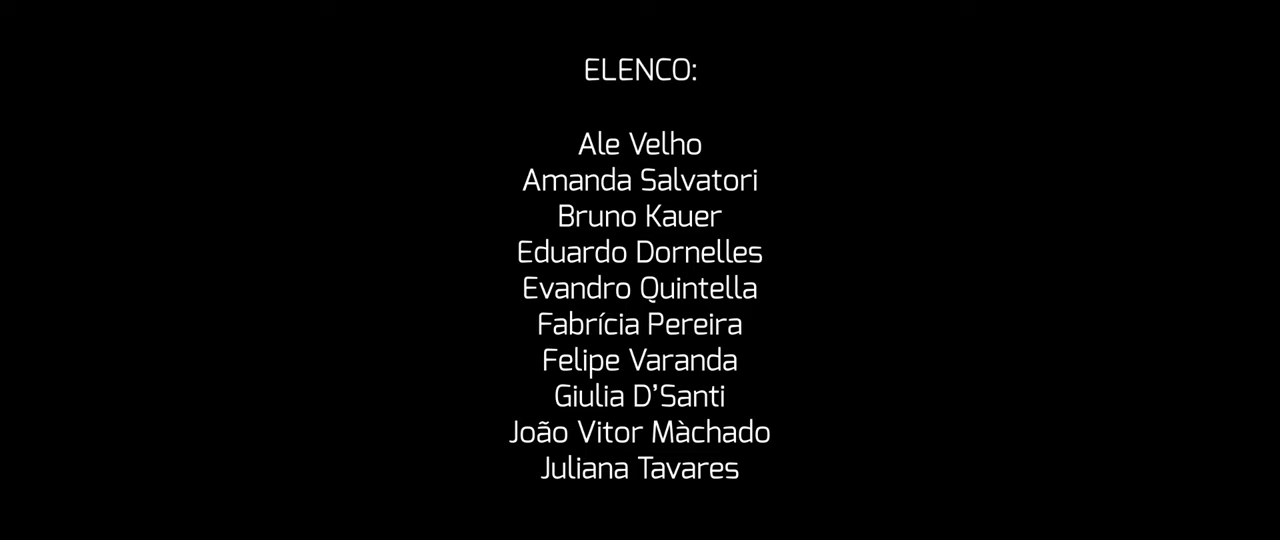 ELENCO:
Ale Velho
Amanda Salvatori
Bruno Kauer
Eduardo Dornelles
Evandro Quintella
Fabrícia Pereira
Felipe Varanda
Giulia D’Santi
João Vitor Màchado
Juliana Tavares